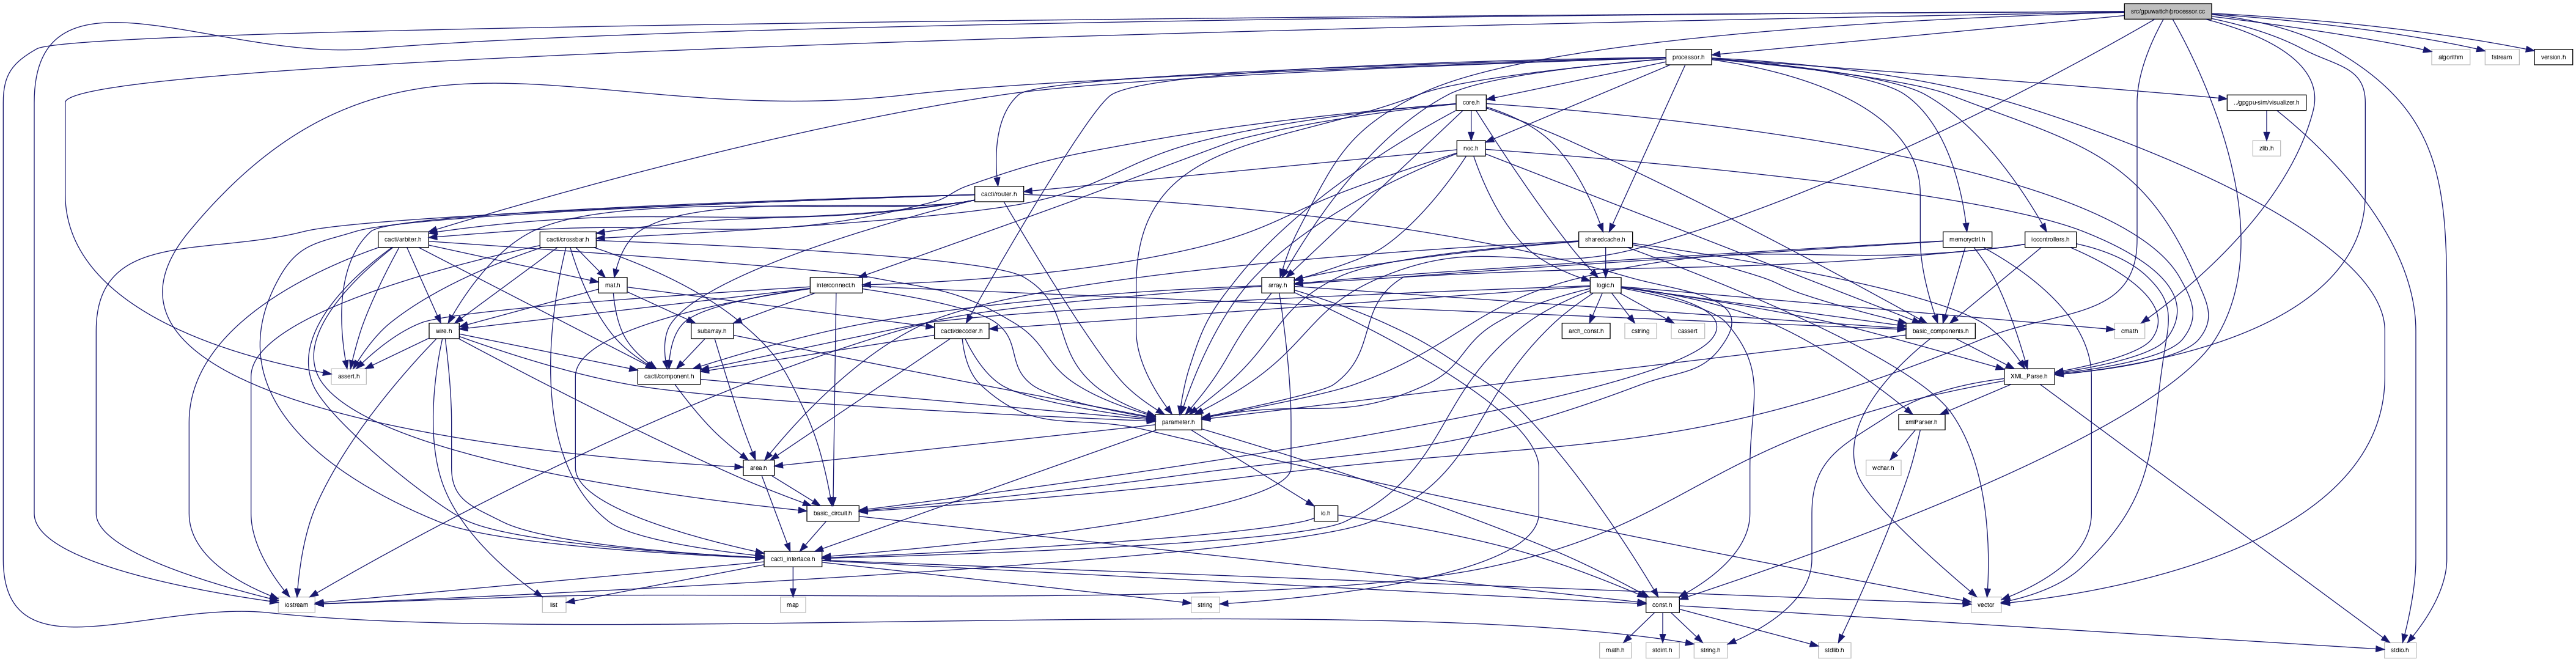 src/gpuwattch/processor.cc
processor.h
algorithm
fstream
version.h
core.h
../gpgpu-sim/visualizer.h
noc.h
zlib.h
cacti/router.h
cacti/arbiter.h
cacti/crossbar.h
sharedcache.h
memoryctrl.h
iocontrollers.h
mat.h
interconnect.h
array.h
logic.h
wire.h
subarray.h
cacti/decoder.h
arch_const.h
cstring
cassert
basic_components.h
cmath
assert.h
cacti/component.h
XML_Parse.h
parameter.h
xmlParser.h
area.h
wchar.h
basic_circuit.h
io.h
cacti_interface.h
iostream
list
map
string
const.h
vector
math.h
stdint.h
string.h
stdlib.h
stdio.h